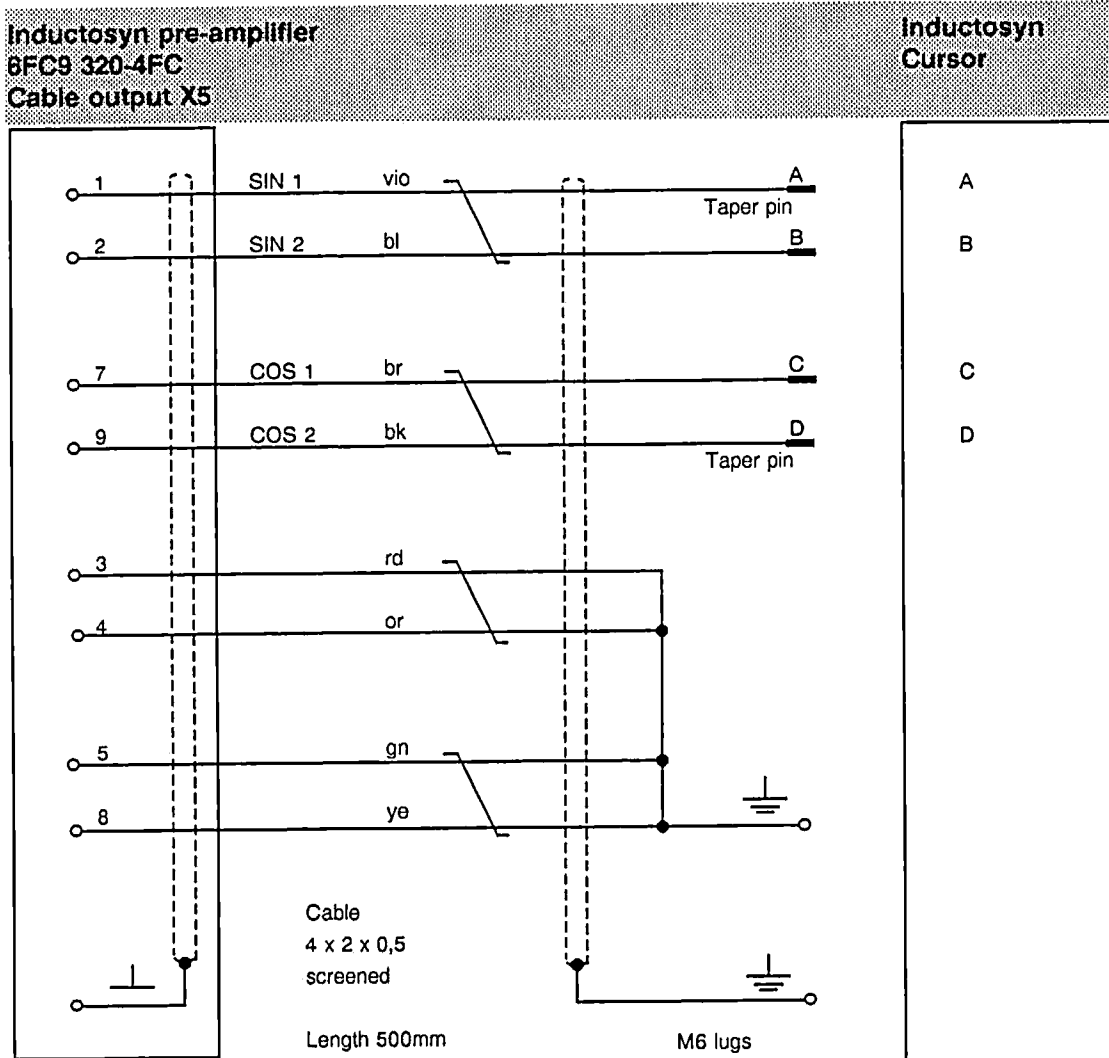 Inductosyn pre-amplifier
6FC9 320-4FC
Cable output X5
Inductosyn
Cursor
1 SIN 1 vio A A
Taper pin
2 SIN 2 bl B B
7 COS 1 br C C
9 COS 2 bk D D
Taper pin
3 rd
4 or
5 gn
8 ye
Cable
4 x 2 x 0,5
screened
Length 500mm M6 lugs